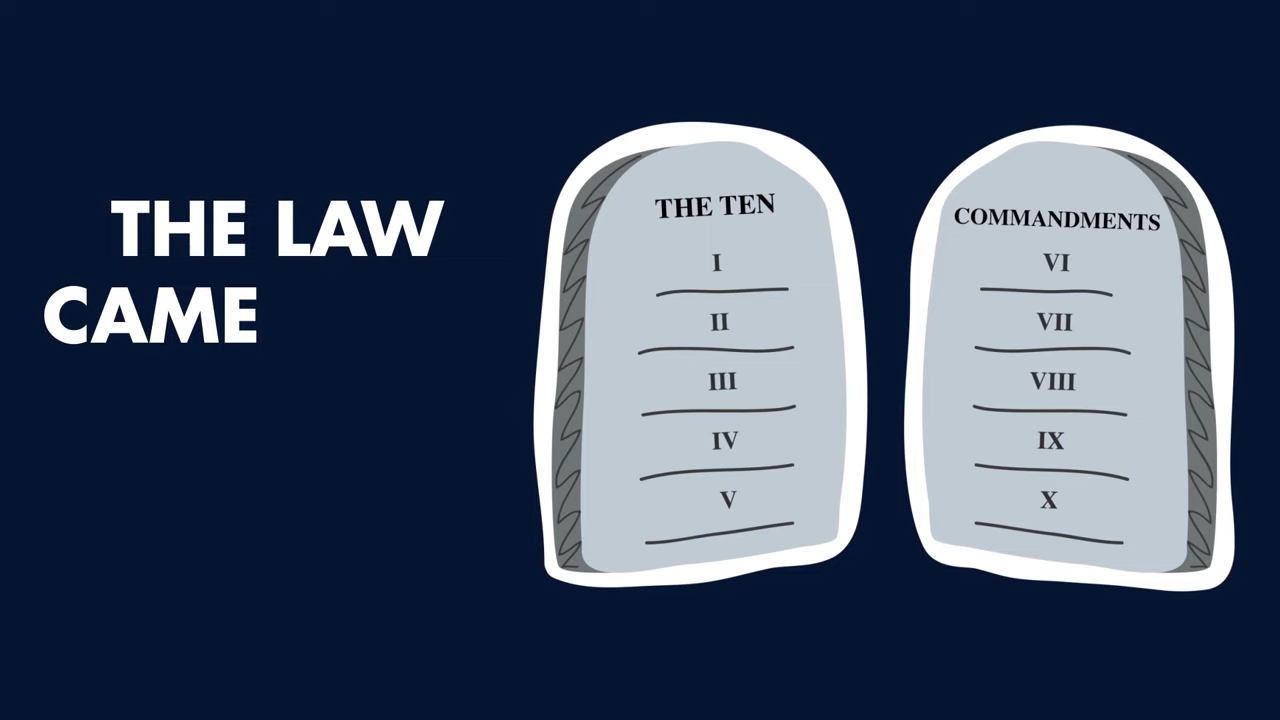 THE LAW
CAME
THE TEN
I
II
III
IV
V
COMMANDMENTS
VI
VII
VIII
IX
X